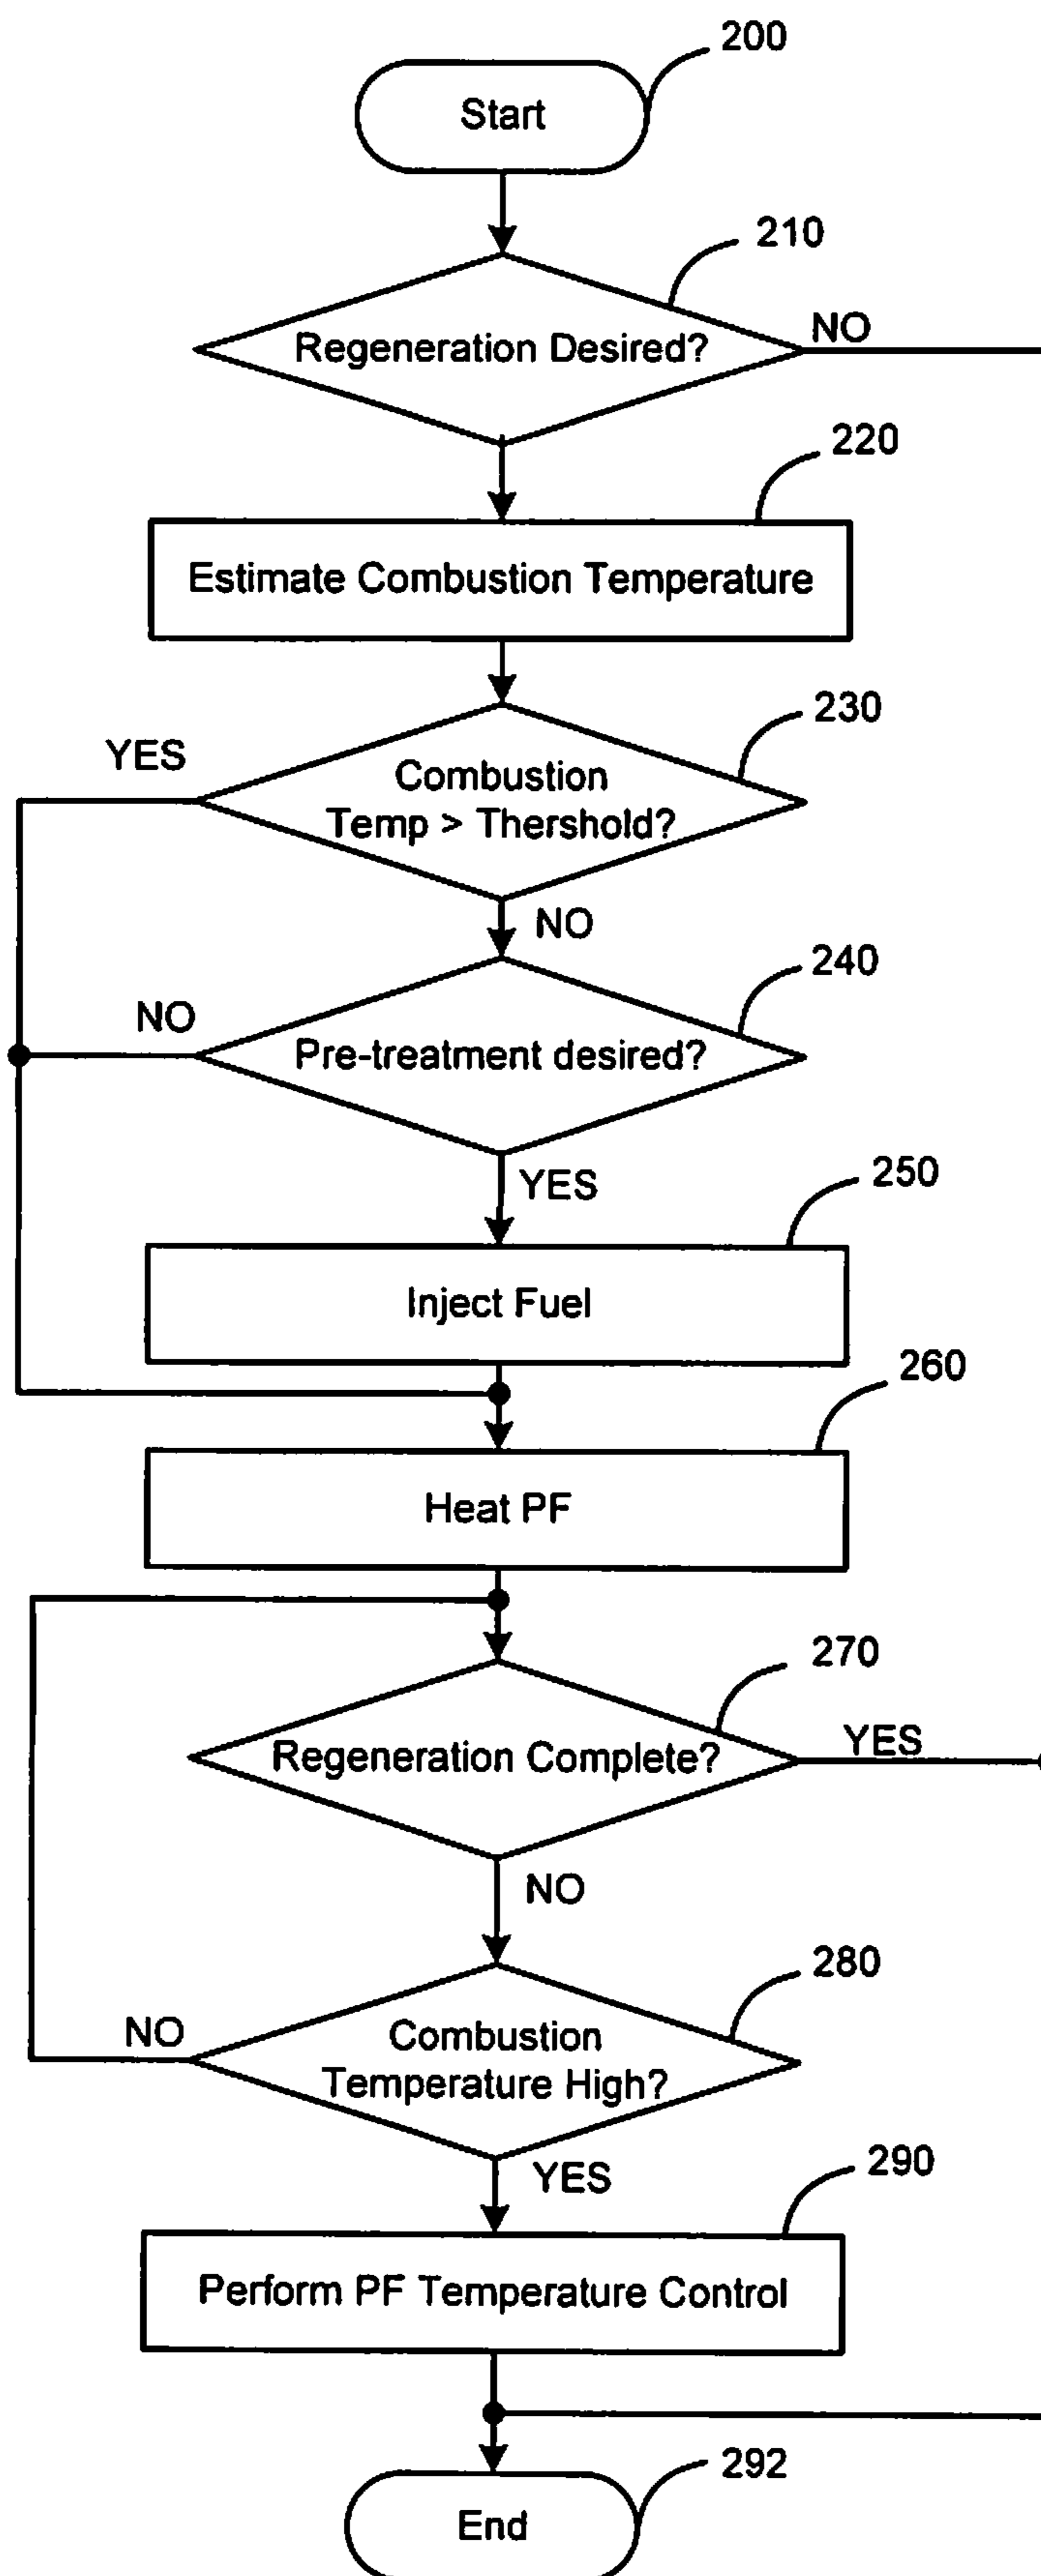 200
Start
210
Regeneration Desired?
NO
220
Estimate Combustion Temperature
230
YES
Combustion
Temp > Thershold?
NO
240
NO
Pre-treatment desired?
YES
250
Inject Fuel
260
Heat PF
270
Regeneration Complete?
YES
NO
280
NO
Combustion
Temperature High?
YES
290
Perform PF Temperature Control
292
End